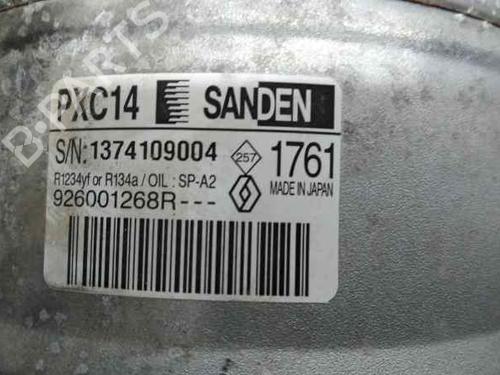 PXC14 SANDEN
S/N: 1374109004 257 1761
R1234yf or R134a / OIL : SP-A2 MADE IN JAPAN
926001268R---
B-PARTS